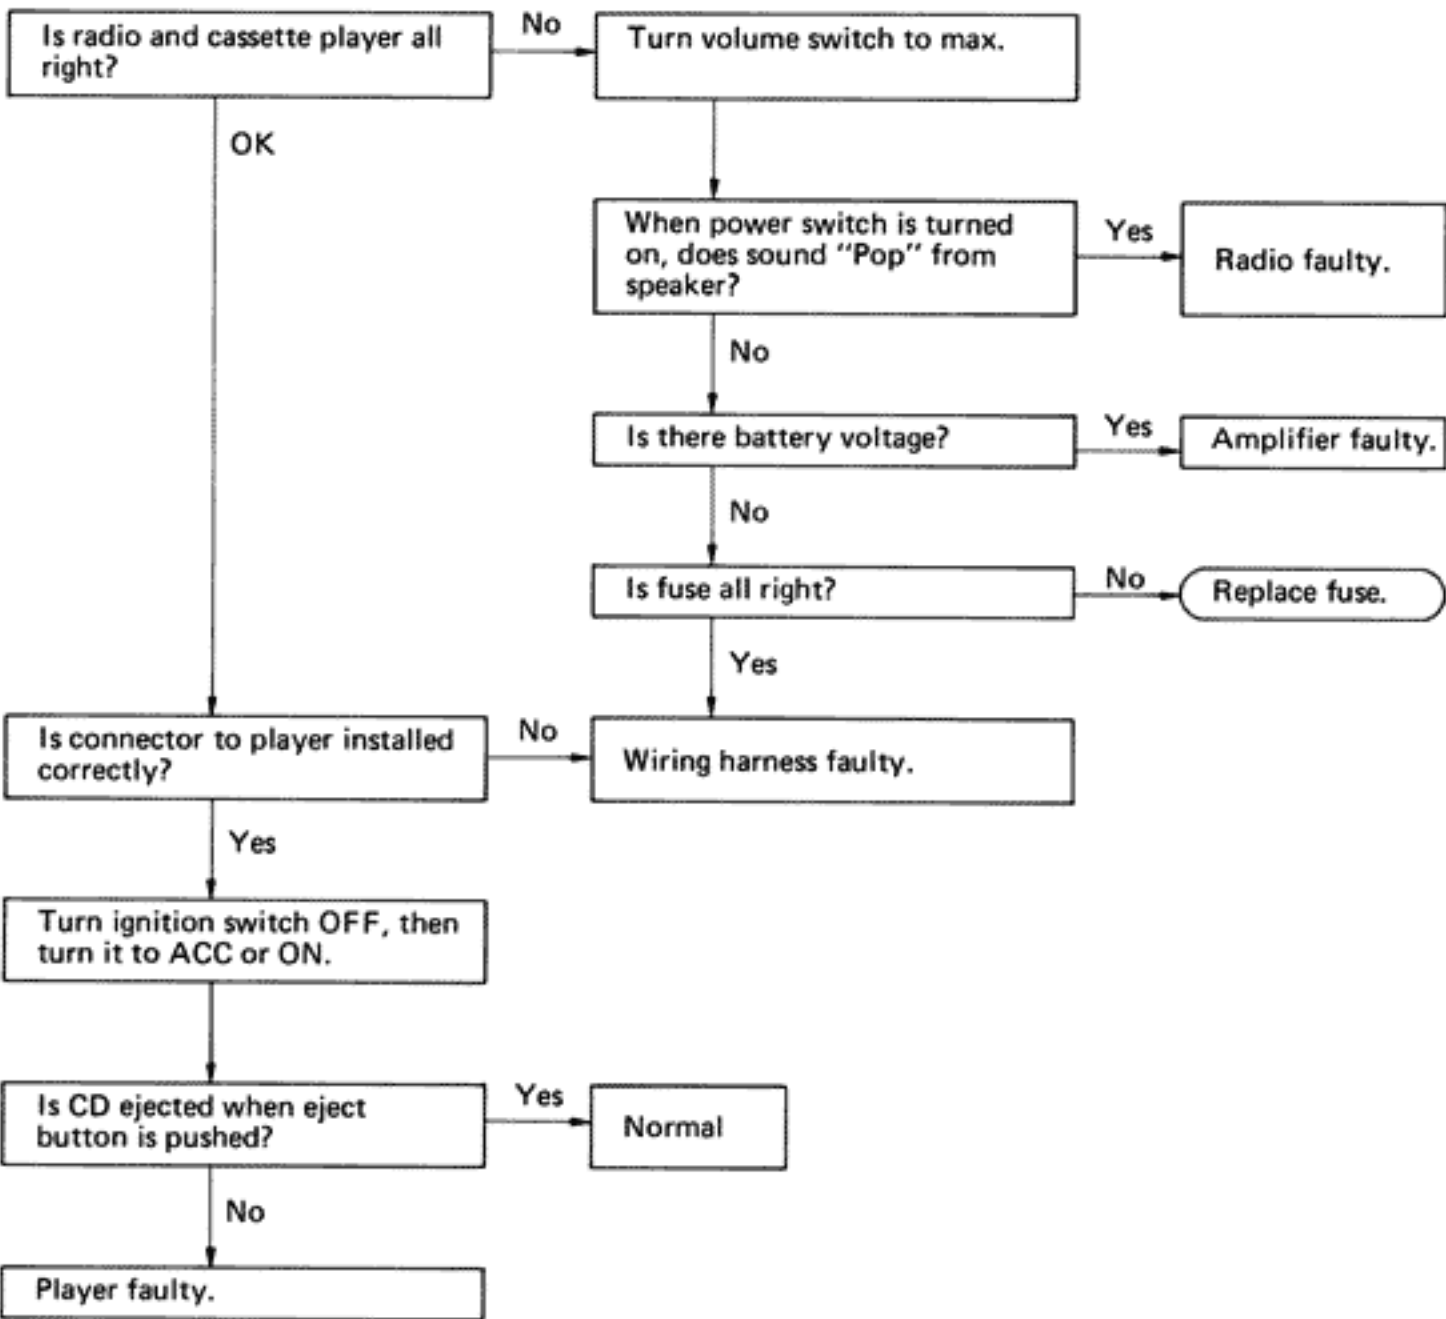 Is radio and cassette player all
right?
No
Turn volume switch to max.
OK
When power switch is turned
on, does sound "Pop" from
speaker?
Yes
Radio faulty.
No
Is there battery voltage?
Yes
Amplifier faulty.
No
Is fuse all right?
No
Replace fuse.
Yes
Is connector to player installed
correctly?
No
Wiring harness faulty.
Yes
Turn ignition switch OFF, then
turn it to ACC or ON.
Is CD ejected when eject
button is pushed?
Yes
Normal
No
Player faulty.